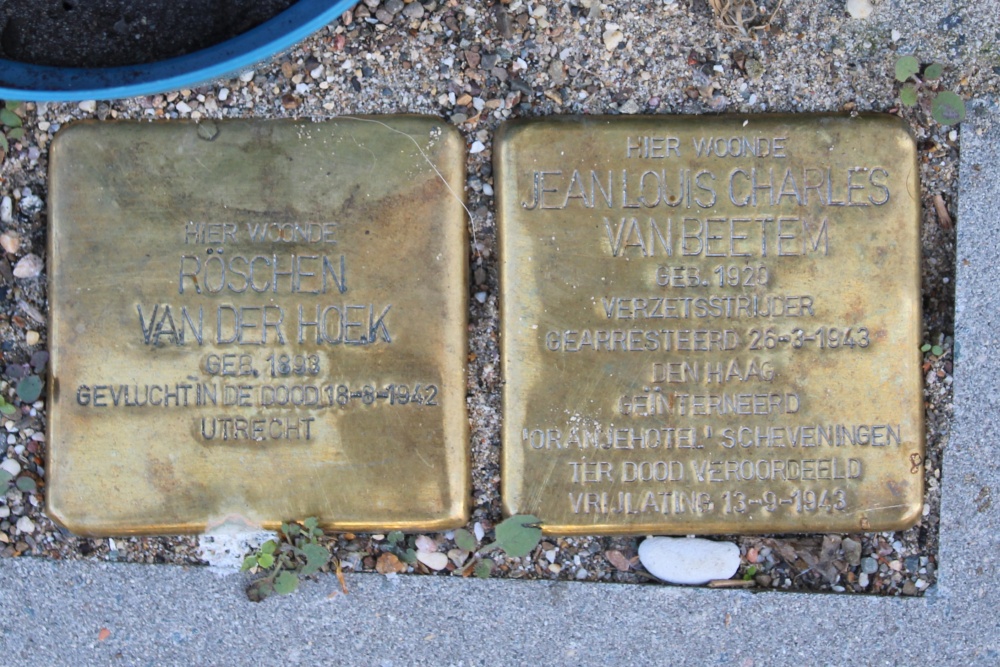 HIER WOONDE
RÖSCHEN
VAN DER HOEK
GEB. 1893
GEVLUCHT IN DE DOOD 18-8-1942
UTRECHT
HIER WOONDE
JEAN LOUIS CHARLES
VAN BEETEM
GEB. 1920
VERZETSSTRIJDER
GEARRESTEERD 26-3-1943
DEN HAAG
GEÏNTERNEERD
'ORANJEHOTEL' SCHEVENINGEN
TER DOOD VEROORDEELD
VRIJLATING 13-9-1943